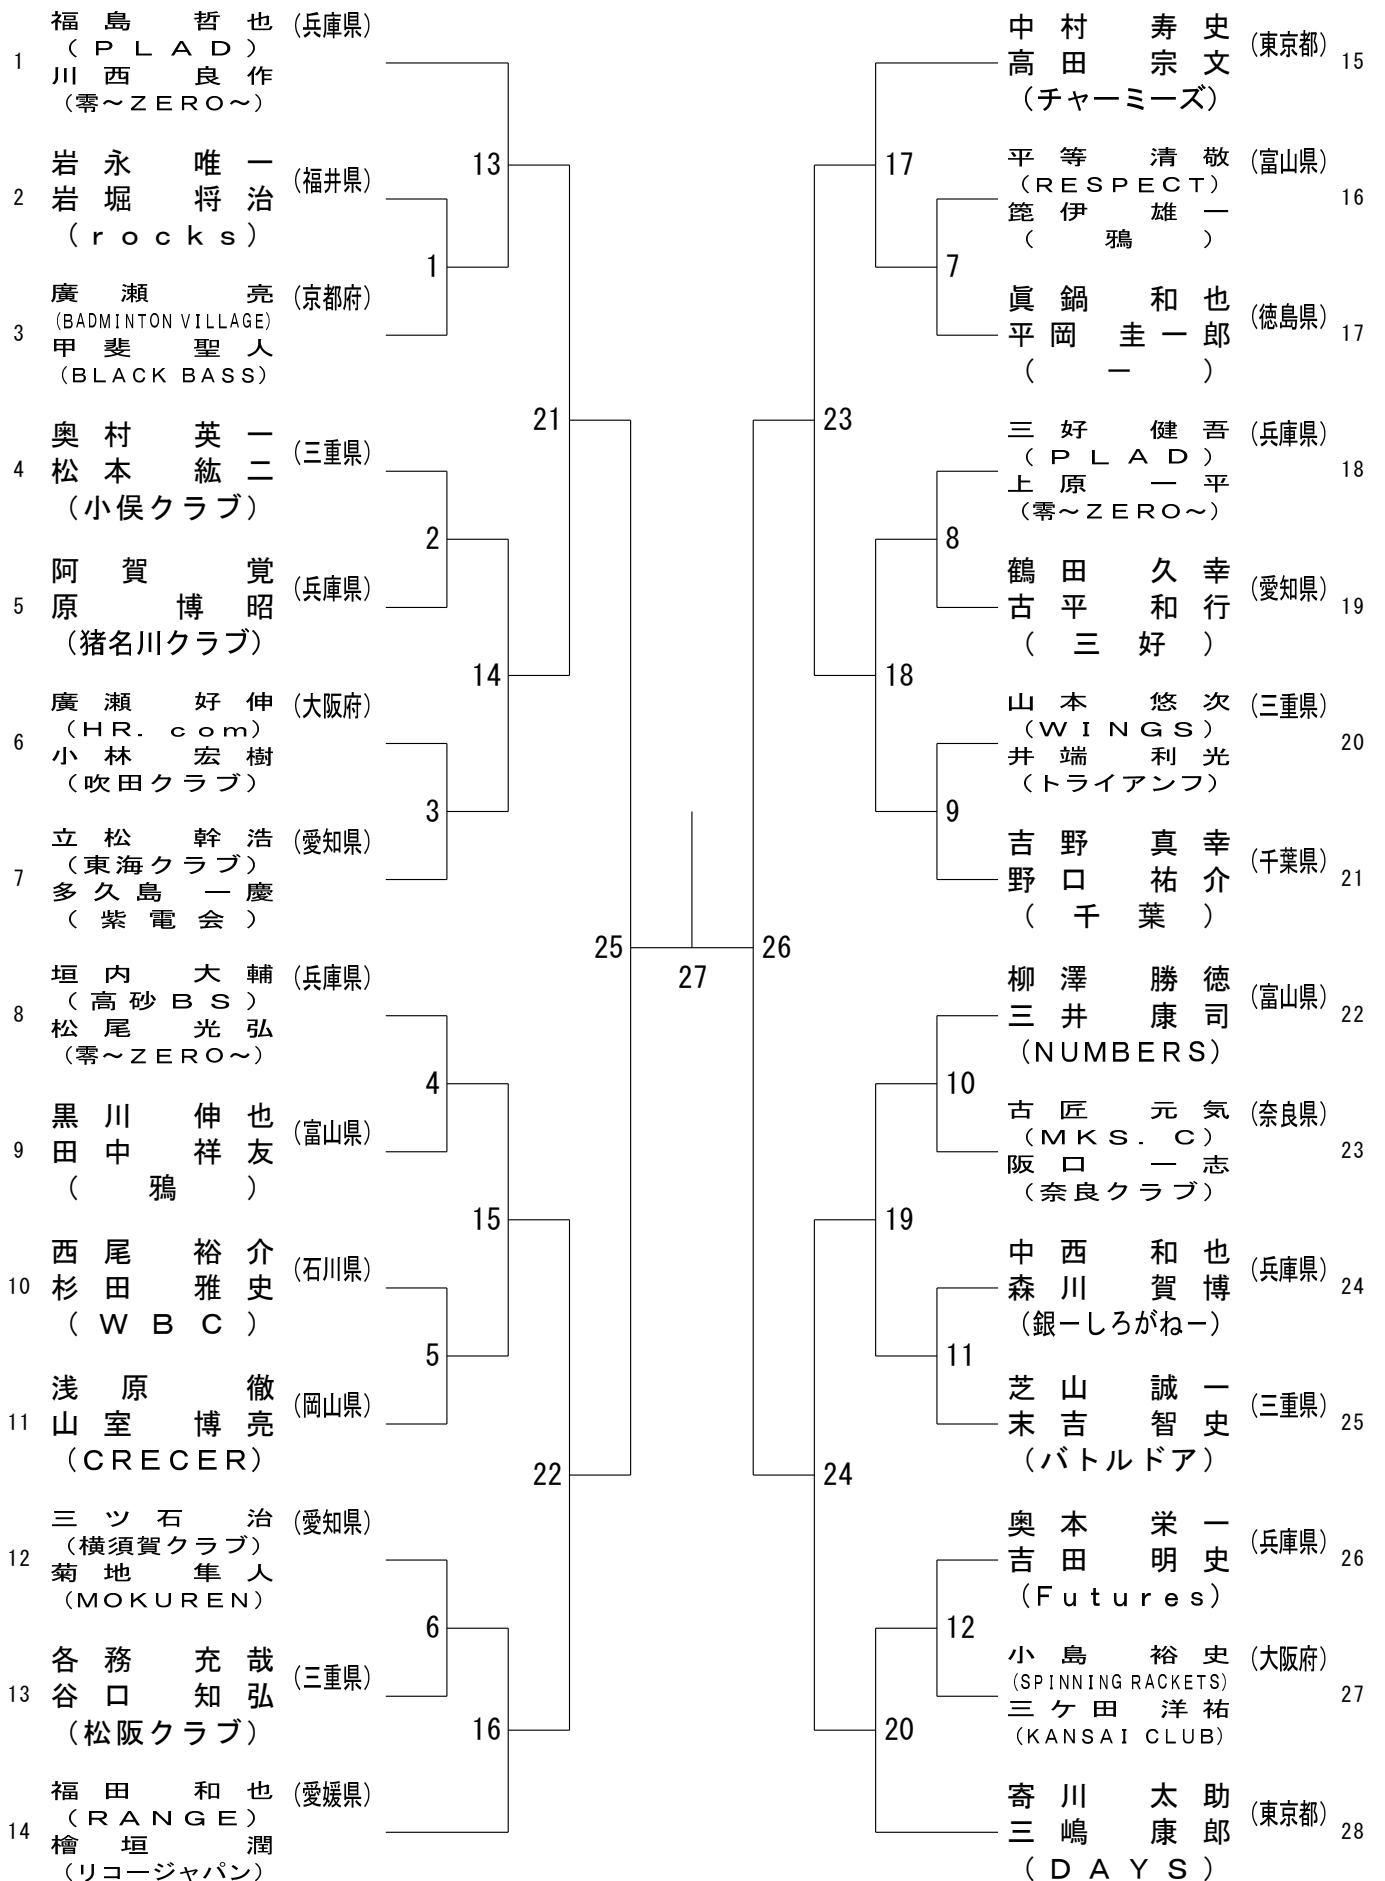 福島 哲也 (兵庫県)
(PLAD)
1
川西 良作
(零～ZERO～)
岩永 唯一 (福井県)
2 岩堀 将治
(rocks)
廣瀬 亮 (京都府)
(BADMINTON VILLAGE)
3
甲斐 聖人
(BLACK BASS)
奥村 英一 (三重県)
4 松本 紘二
(小俣クラブ)
阿賀 覚 (兵庫県)
5 原 博昭
(猪名川クラブ)
廣瀬 好伸 (大阪府)
(HR. com)
6
小林 宏樹
(吹田クラブ)
立松 幹浩 (愛知県)
(東海クラブ)
7
多久島 一慶
(紫電会)
垣内 大輔 (兵庫県)
(高砂BS)
8
松尾 光弘
(零～ZERO～)
黒川 伸也 (富山県)
9 田中 祥友
(鴉)
西尾 裕介 (石川県)
10 杉田 雅史
(WBC)
浅原 徹 (岡山県)
11 山室 博亮
(CRECER)
三ツ石 治 (愛知県)
(横須賀クラブ)
12
菊地 隼人
(MOKUREN)
各務 充哉 (三重県)
13 谷口 知弘
(松阪クラブ)
福田 和也 (愛媛県)
(RANGE)
14
檜垣 潤
(リコージャパン)
1
2
3
4
5
6
13
14
15
16
21
22
25
27
26
23
24
17
18
19
20
7
8
9
10
11
12
中村 寿史 (東京都)
高田 宗文 15
(チャーミーズ)
平等 清敬 (富山県)
(RESPECT)
16
箆伊 雄一
(鴉)
眞鍋 和也 (徳島県)
平岡 圭一郎 17
(ー)
三好 健吾 (兵庫県)
(PLAD)
18
上原 一平
(零～ZERO～)
鶴田 久幸 (愛知県)
古平 和行 19
(三好)
山本 悠次 (三重県)
(WINGS)
20
井端 利光
(トライアンフ)
吉野 真幸 (千葉県)
野口 祐介 21
(千葉)
柳澤 勝徳 (富山県)
三井 康司 22
(NUMBERS)
古匠 元気 (奈良県)
(MKS. C)
23
阪口 一志
(奈良クラブ)
中西 和也 (兵庫県)
森川 賀博 24
(銀ーしろがねー)
芝山 誠一 (三重県)
末吉 智史 25
(バトルドア)
奥本 栄一 (兵庫県)
吉田 明史 26
(Futures)
小島 裕史 (大阪府)
(SPINNING RACKETS)
27
三ケ田 洋祐
(KANSAI CLUB)
寄川 太助 (東京都)
三嶋 康郎 28
(DAYS)